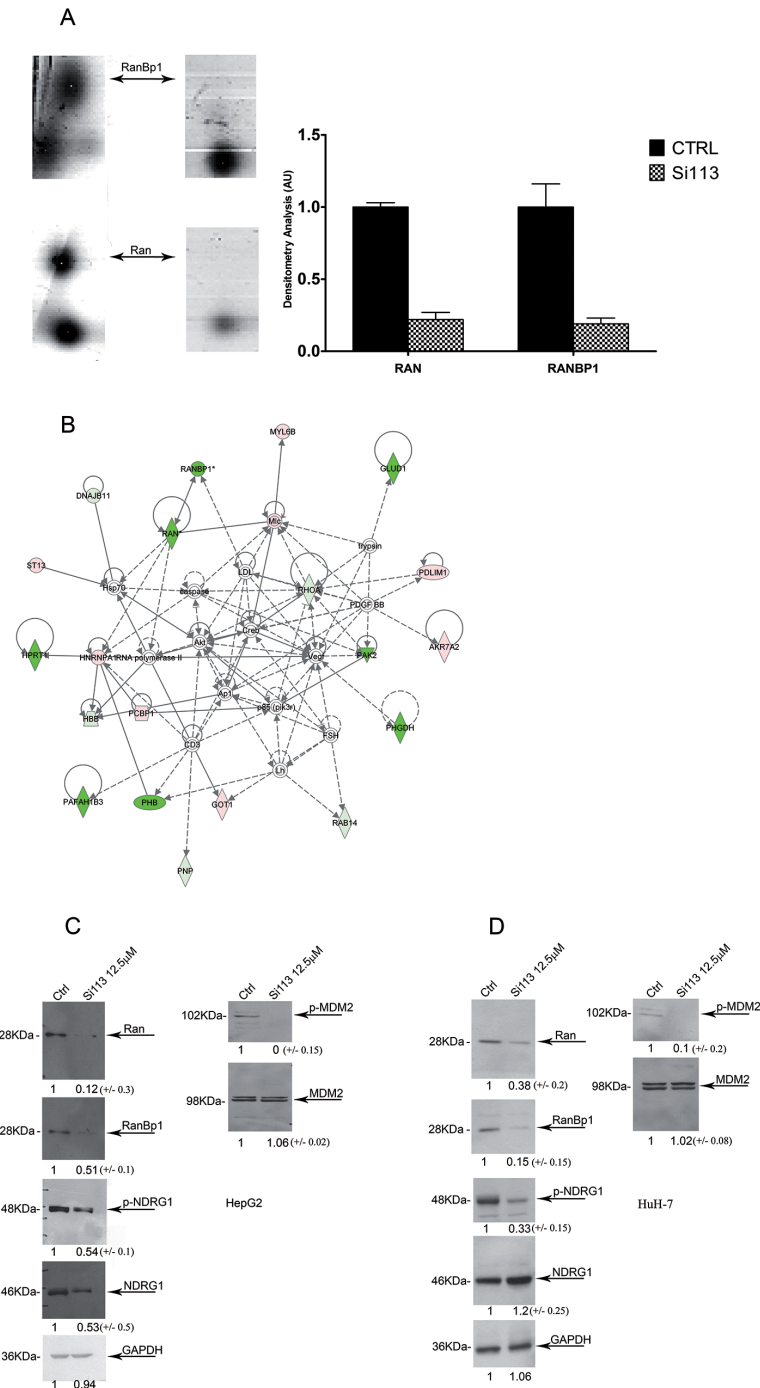 A
RanBp1
Ran
1.5
1.0
0.5
0.0
Densitometry Analysis (AU)
RAN
RANBP1
CTRL
Si113
B
MYL6B
RANBP1*
GLUD1
DNAJB11
RAN*
Mlc
Trypsin
ST13
LDL
PDLIM1
Hsp70
caspase
RHOA
PDGF BB
Creb
Akt
AKR7A2
HPRT1
HNRNPA1
RNA polymerase II
Vegf
PAK2
Ap1
HBB
PCBP1
p85 (pik3r)
PHGDH
FSH
CD3
Lh
PAFAH1B3
PHB
GOT1
RAB14
PNP
C
Ctrl
Si113 12.5µM
28KDa-
Ran
1 0.12 (+/- 0.3)
28KDa-
RanBp1
1 0.51 (+/- 0.1)
48KDa-
p-NDRG1
1 0.54 (+/- 0.1)
46KDa-
NDRG1
1 0.53 (+/- 0.5)
36KDa-
GAPDH
1 0.94
Ctrl
Si113 12.5µM
102KDa-
p-MDM2
1 0 (+/- 0.15)
98KDa-
MDM2
1 1.06 (+/- 0.02)
HepG2
D
Ctrl
Si113 12.5µM
28KDa-
Ran
1 0.38 (+/- 0.2)
28KDa-
RanBp1
1 0.15 (+/- 0.15)
48KDa-
p-NDRG1
1 0.33 (+/- 0.15)
46KDa-
NDRG1
1 1.2 (+/- 0.25)
36KDa-
GAPDH
1 1.06
Ctrl
Si113 12.5µM
102KDa-
p-MDM2
1 0.1 (+/- 0.2)
98KDa-
MDM2
1 1.02 (+/- 0.08)
HuH-7